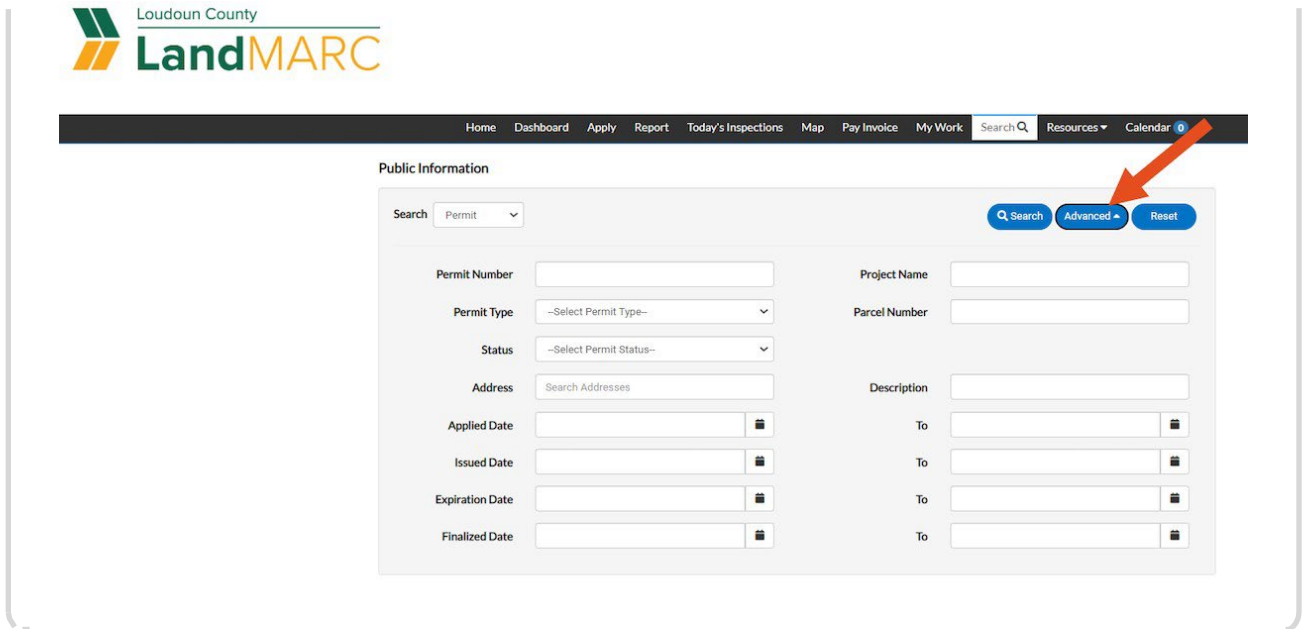 Loudoun County
LandMARC
Home Dashboard Apply Report Today's Inspections Map Pay Invoice My Work Search Resources Calendar 0
Public Information
Search Permit Search Advanced Reset
Permit Number Project Name
Permit Type --Select Permit Type-- Parcel Number
Status --Select Permit Status--
Address Search Addresses Description
Applied Date To
Issued Date To
Expiration Date To
Finalized Date To